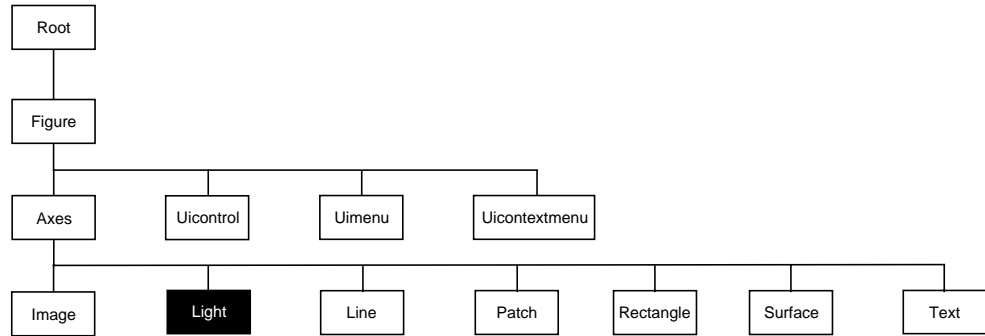 Root
Figure
Axes
Uicontrol
Uimenu
Uicontextmenu
Image
Light
Line
Patch
Rectangle
Surface
Text